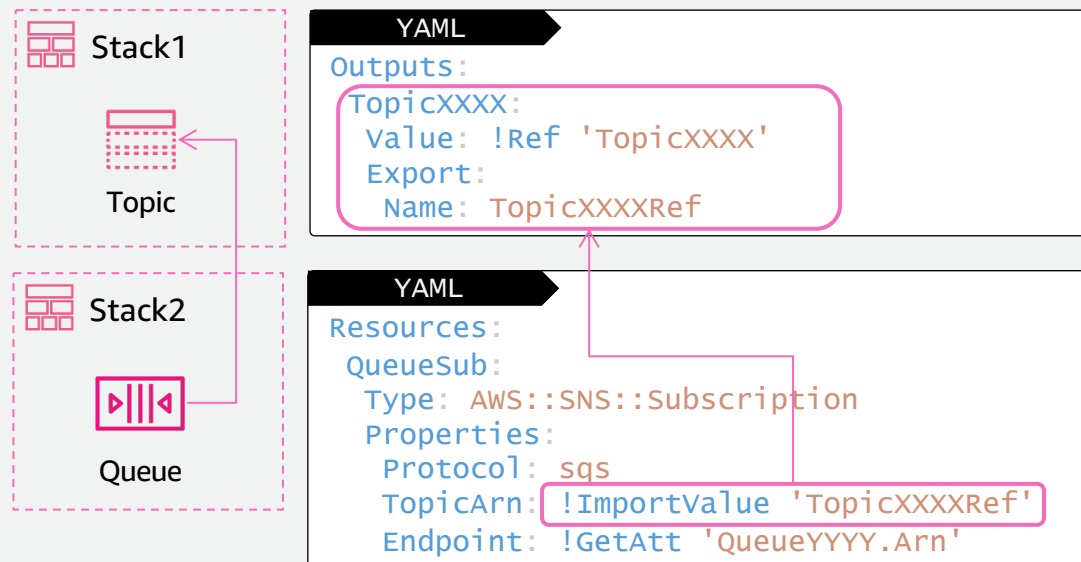 Stack1
Topic
YAML
Outputs:
TopicXXXX:
Value: !Ref 'TopicXXXX'
Export:
Name: TopicXXXXRef
Stack2
Queue
YAML
Resources:
QueueSub:
Type: AWS::SNS::Subscription
Properties:
Protocol: sqs
TopicArn: !ImportValue 'TopicXXXXRef'
Endpoint: !GetAtt 'QueueYYYY.Arn'